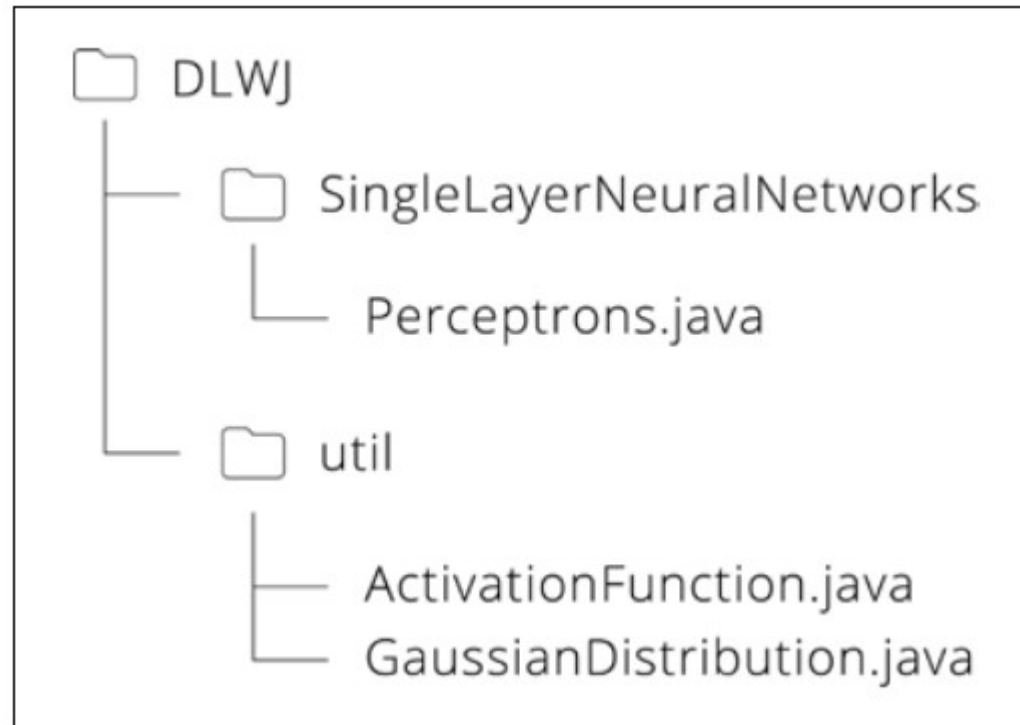 DLWJ
SingleLayerNeuralNetworks
Perceptrons.java
util
ActivationFunction.java
GaussianDistribution.java